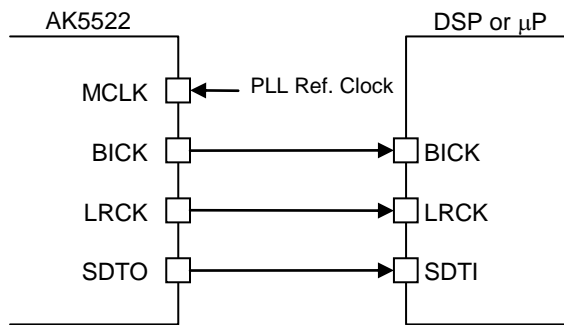 AK5522 DSP or μP
MCLK PLL Ref. Clock
BICK BICK
LRCK LRCK
SDTO SDTI